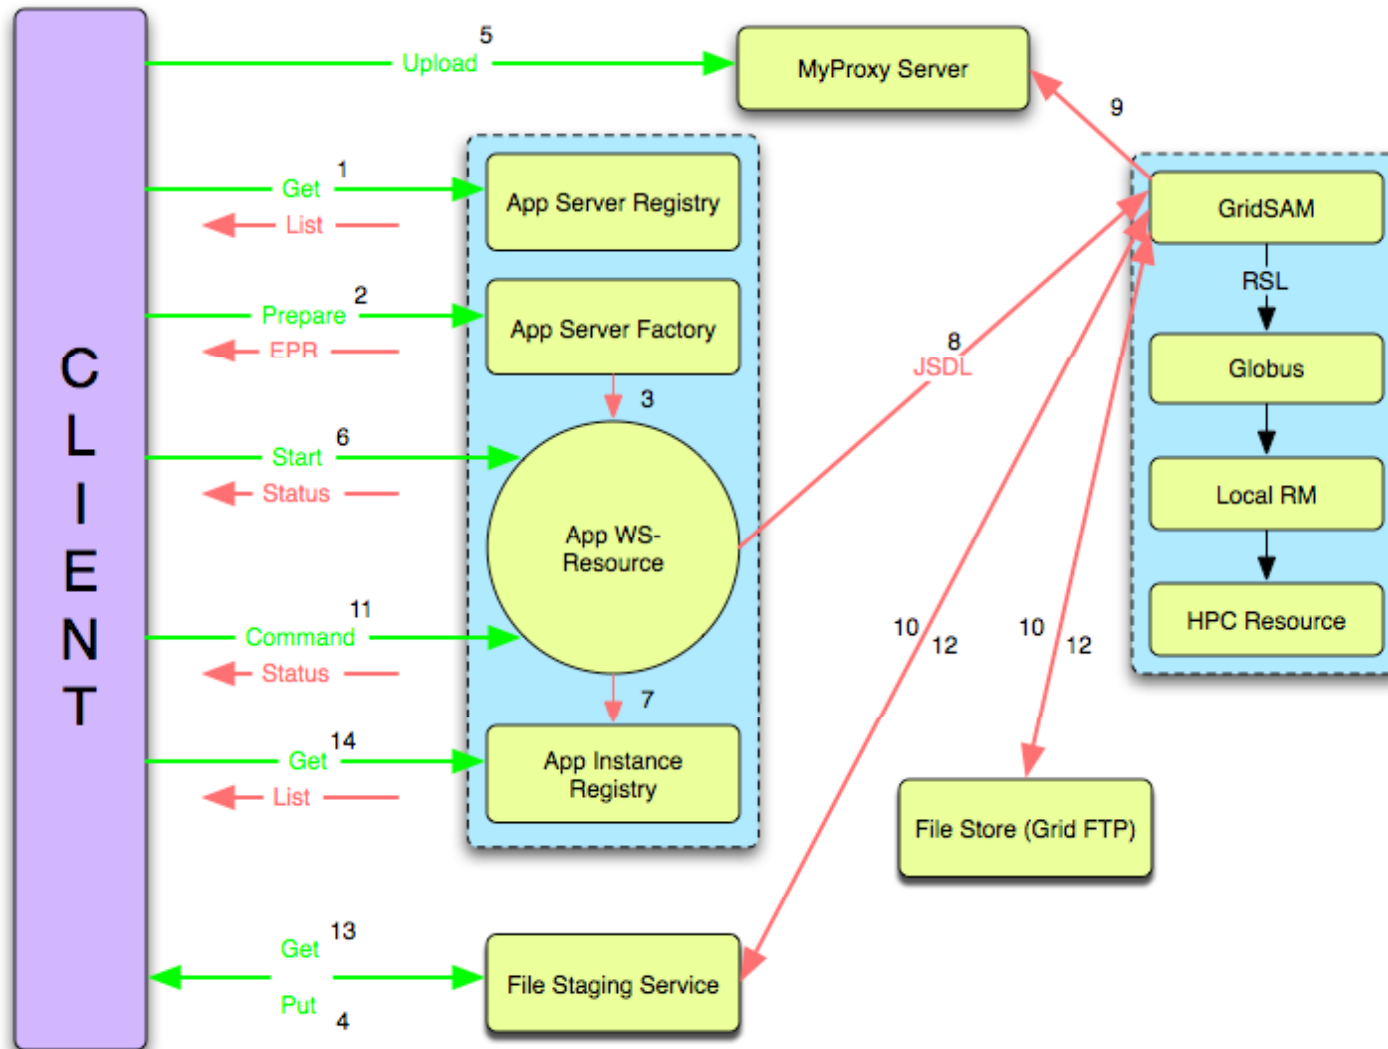 C
L
I
E
N
T
5
Upload
MyProxy Server
9
1
Get
List
App Server Registry
GridSAM
RSL
2
Prepare
EPR
App Server Factory
8
JSDL
Globus
3
6
Start
Status
App WS-
Resource
Local RM
11
Command
Status
10
12
10
12
HPC Resource
7
14
Get
List
App Instance
Registry
File Store (Grid FTP)
13
Get
Put
4
File Staging Service